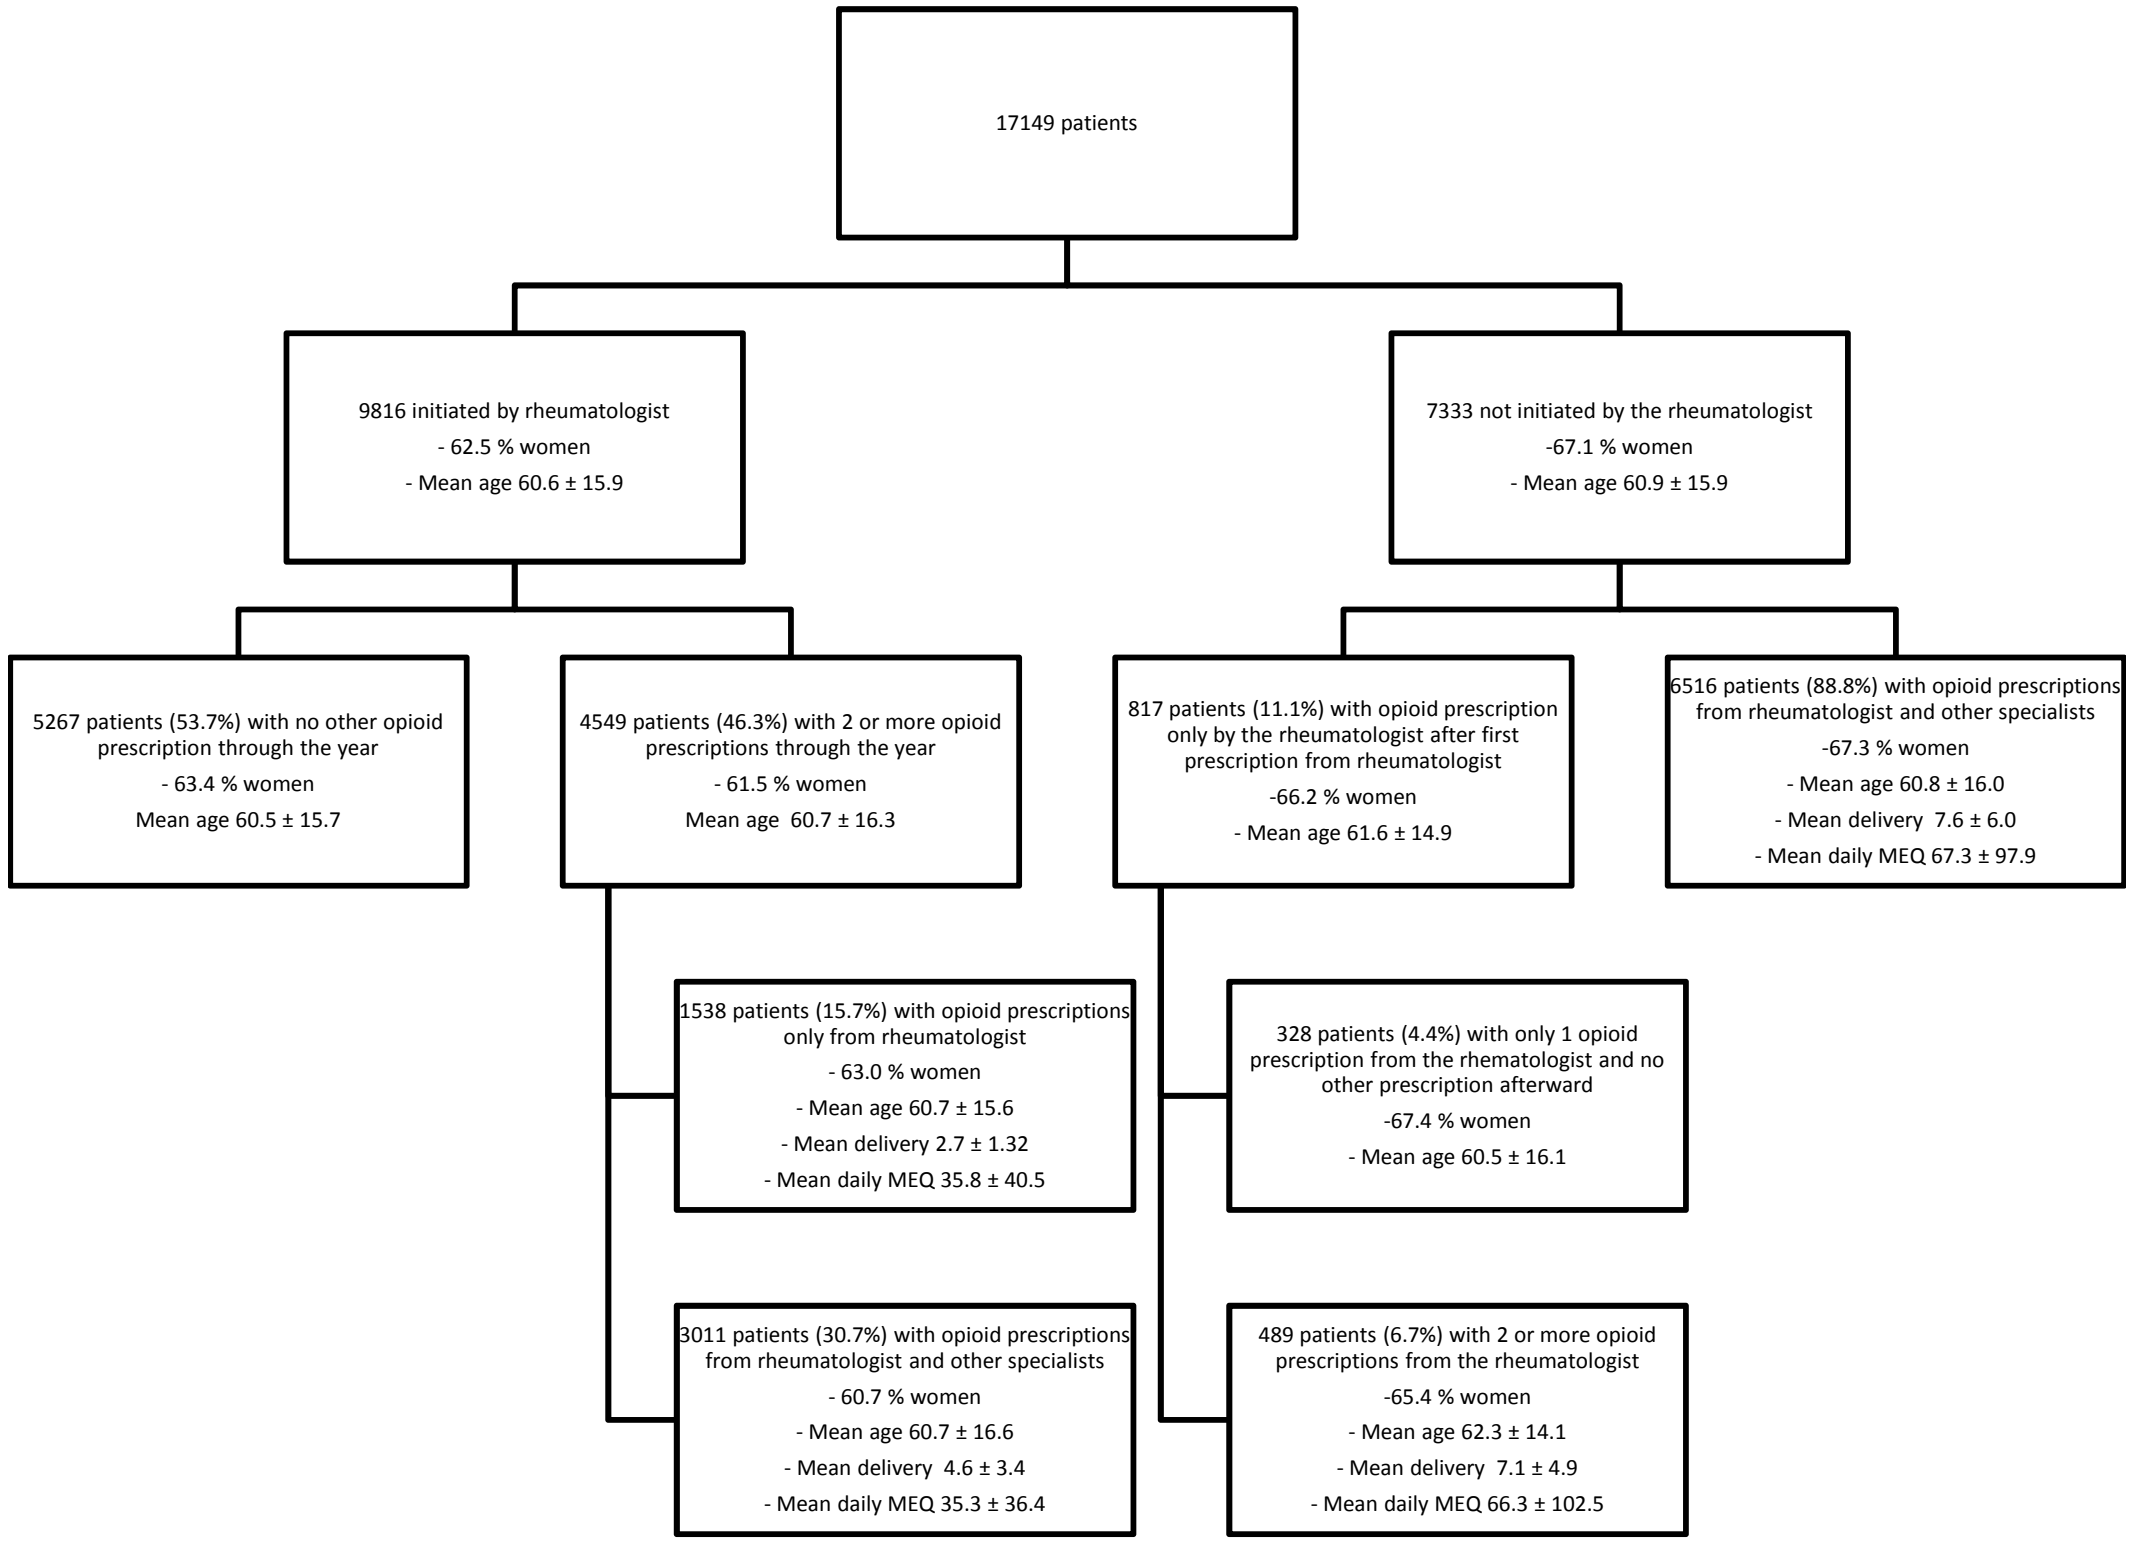 17149 patients
9816 initiated by rheumatologist
- 62.5 % women
- Mean age 60.6 ± 15.9
7333 not initiated by the rheumatologist
-67.1 % women
- Mean age 60.9 ± 15.9
5267 patients (53.7%) with no other opioid
prescription through the year
- 63.4 % women
Mean age 60.5 ± 15.7
4549 patients (46.3%) with 2 or more opioid
prescriptions through the year
- 61.5 % women
Mean age  60.7 ± 16.3
817 patients (11.1%) with opioid prescription
only by the rheumatologist after first
prescription from rheumatologist
-66.2 % women
- Mean age 61.6 ± 14.9
6516 patients (88.8%) with opioid prescriptions
from rheumatologist and other specialists
-67.3 % women
- Mean age 60.8 ± 16.0
- Mean delivery  7.6 ± 6.0
- Mean daily MEQ 67.3 ± 97.9
1538 patients (15.7%) with opioid prescriptions
only from rheumatologist
- 63.0 % women
- Mean age 60.7 ± 15.6
- Mean delivery 2.7 ± 1.32
- Mean daily MEQ 35.8 ± 40.5
328 patients (4.4%) with only 1 opioid
prescription from the rhematologist and no
other prescription afterward
-67.4 % women
- Mean age 60.5 ± 16.1
3011 patients (30.7%) with opioid prescriptions
from rheumatologist and other specialists
- 60.7 % women
- Mean age 60.7 ± 16.6
- Mean delivery  4.6 ± 3.4
- Mean daily MEQ 35.3 ± 36.4
489 patients (6.7%) with 2 or more opioid
prescriptions from the rheumatologist
-65.4 % women
- Mean age 62.3 ± 14.1
- Mean delivery  7.1 ± 4.9
- Mean daily MEQ 66.3 ± 102.5